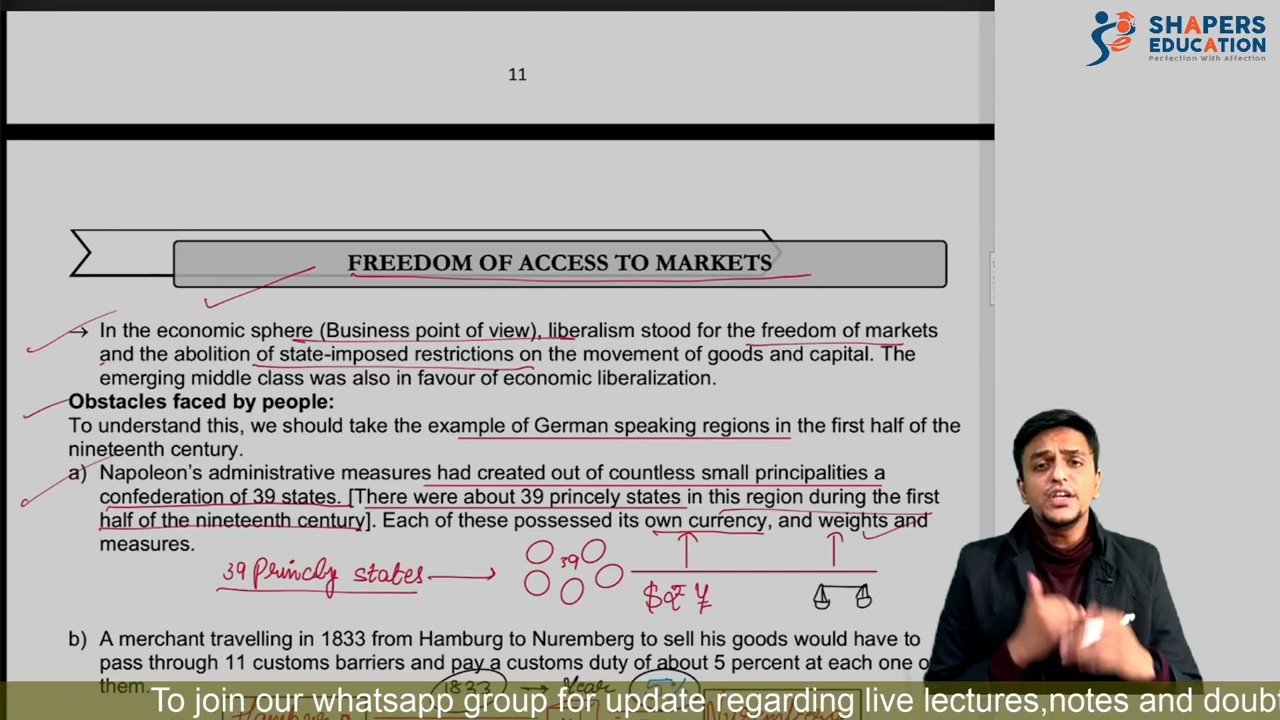 SHAPERS
EDUCATION
Perfection With Affection
11
FREEDOM OF ACCESS TO MARKETS
→ In the economic sphere (Business point of view), liberalism stood for the freedom of markets
and the abolition of state-imposed restrictions on the movement of goods and capital. The
emerging middle class was also in favour of economic liberalization.
Obstacles faced by people:
To understand this, we should take the example of German speaking regions in the first half of the
nineteenth century.
a) Napoleon's administrative measures had created out of countless small principalities a
confederation of 39 states. [There were about 39 princely states in this region during the first
half of the nineteenth century]. Each of these possessed its own currency, and weights and
measures.
39 Princely states 39
$ ₹ ¥
b) A merchant travelling in 1833 from Hamburg to Nuremberg to sell his goods would have to
pass through 11 customs barriers and pay a customs duty of about 5 percent at each one o
them.
1833 → Year 5%
To join our whatsapp group for update regarding live lectures,notes and doub